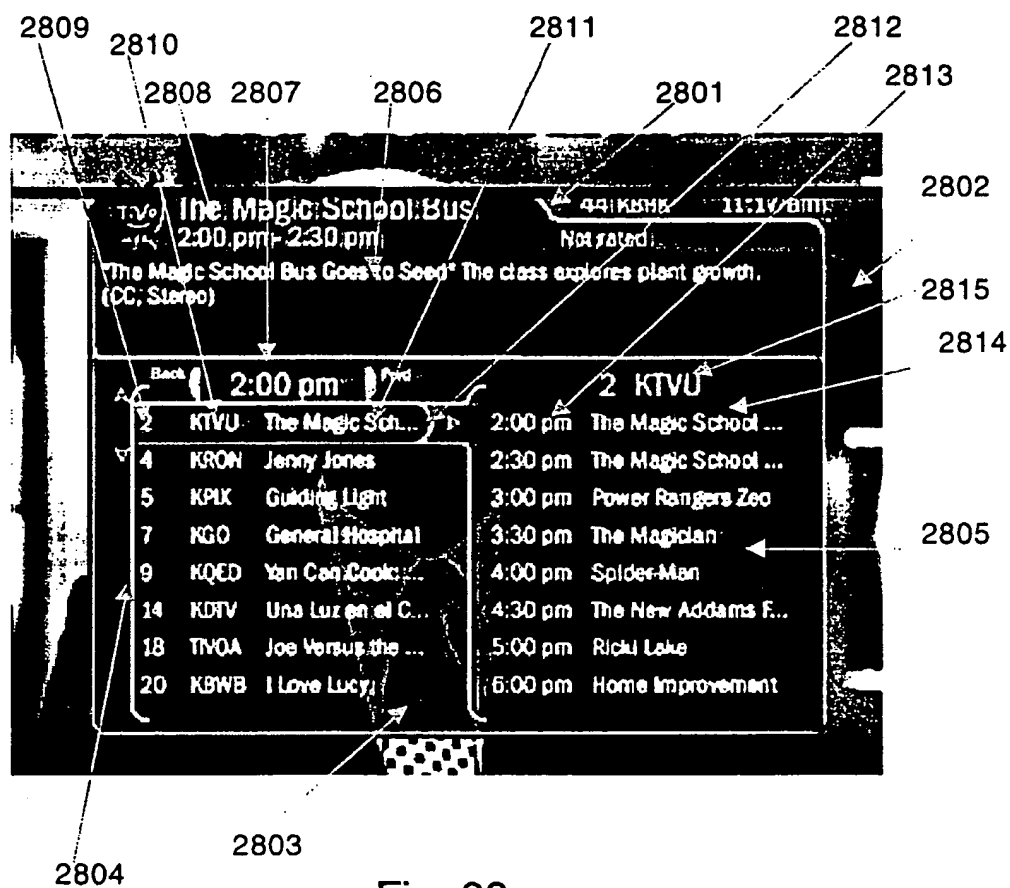 2809
2810
2811
2812
2813
2808 2807 2806 2801
2802
2815
2814
2805
TiVo
The Magic School Bus.
44 KBHK
2:00 pm - 2:30 pm
Not rated
"The Magic School Bus Goes to Seed" The class explores plant growth.
(CC, Stereo)
Back 2:00 pm Fwd
2 KTVU
2 KTVU The Magic Sch... 2:00 pm The Magic School ...
4 KRON Jenny Jones 2:30 pm The Magic School ...
5 KPIX Guiding Light 3:00 pm Power Rangers Zeo
7 KGO General Hospital 3:30 pm The Magician
9 KQED Yan Can Cook: ... 4:00 pm Spider-Man
14 KDTV Una Luz en el C... 4:30 pm The New Addams F...
18 TIVOA Joe Versus the ... 5:00 pm Ricki Lake
20 KBWB I Love Lucy 6:00 pm Home Improvement
2803
2804